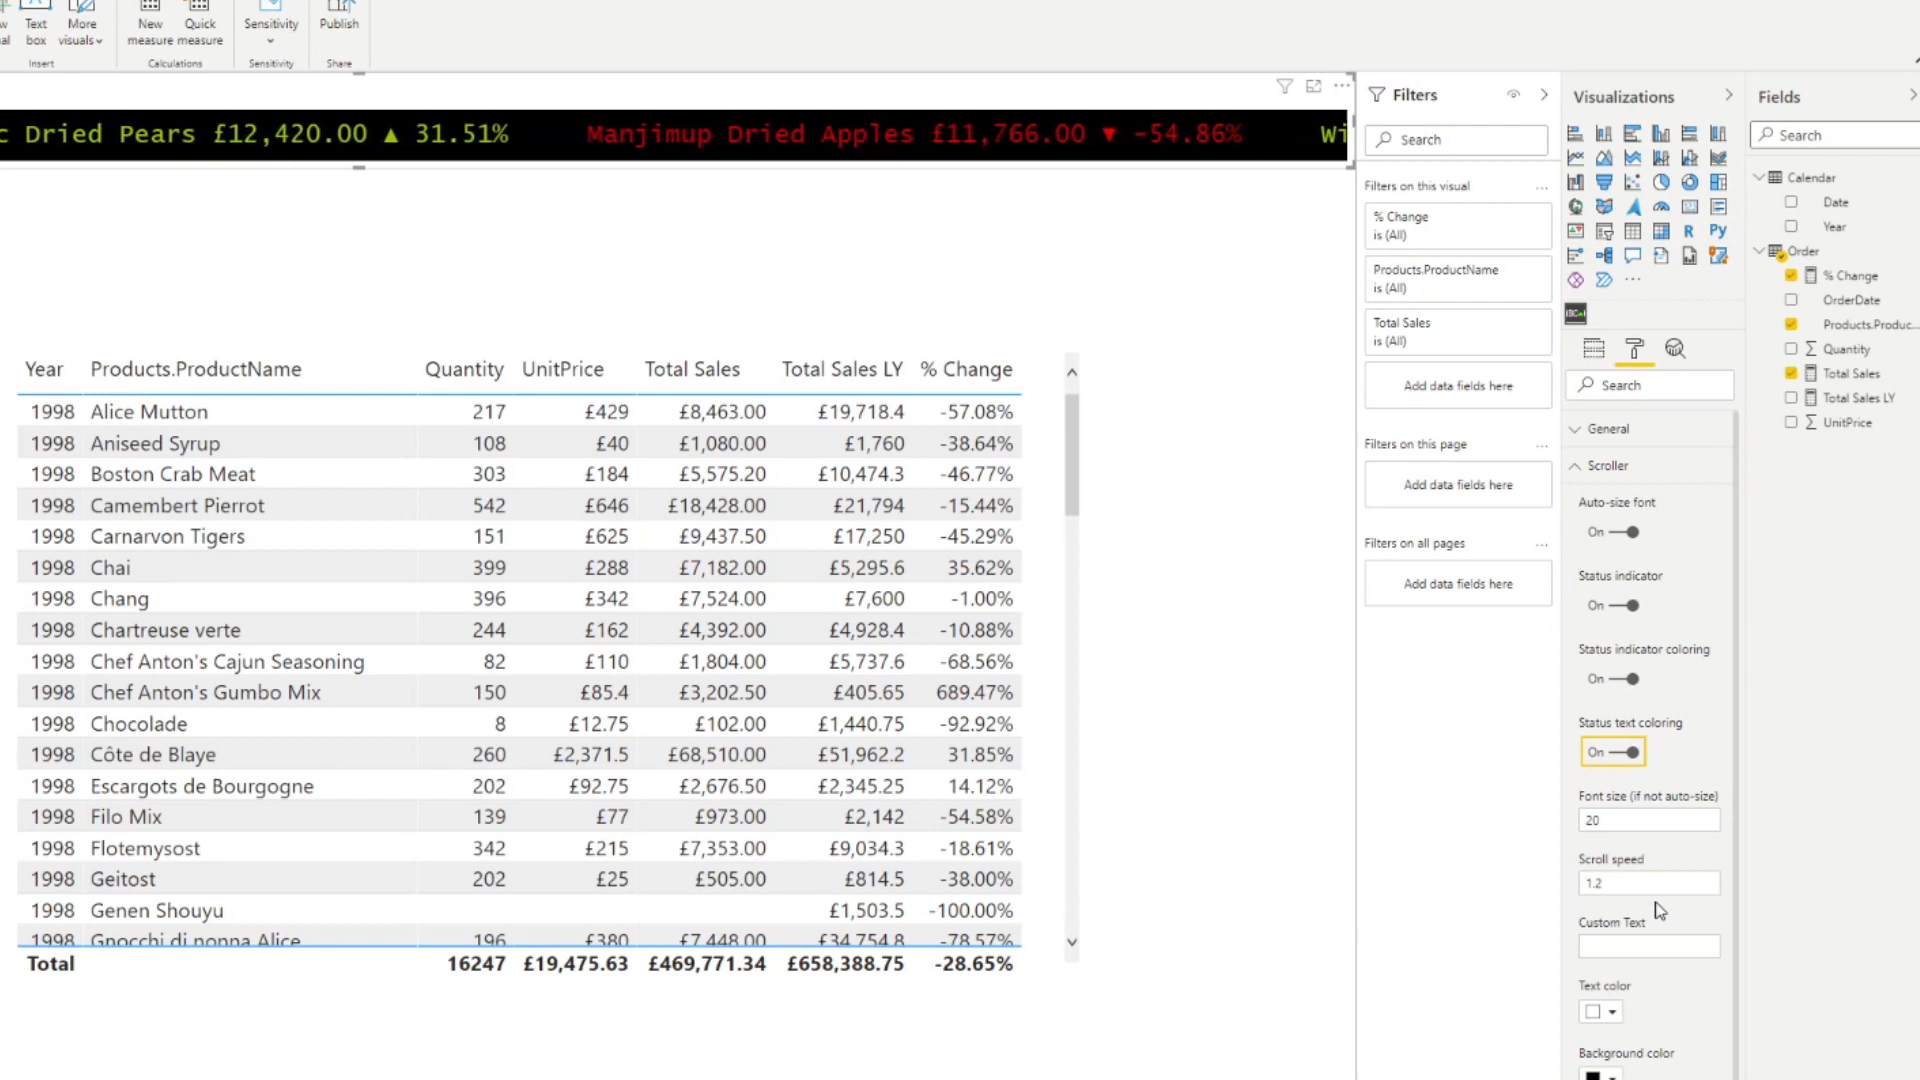 Text box
More visuals
New measure
Quick measure
Sensitivity
Publish
Insert
Calculations
Sensitivity
Share
c Dried Pears £12,420.00 ▲ 31.51% Manjimup Dried Apples £11,766.00 ▼ -54.86% Wi
Year Products.ProductName Quantity UnitPrice Total Sales Total Sales LY % Change
1998 Alice Mutton 217 £429 £8,463.00 £19,718.4 -57.08%
1998 Aniseed Syrup 108 £40 £1,080.00 £1,760 -38.64%
1998 Boston Crab Meat 303 £184 £5,575.20 £10,474.3 -46.77%
1998 Camembert Pierrot 542 £646 £18,428.00 £21,794 -15.44%
1998 Carnarvon Tigers 151 £625 £9,437.50 £17,250 -45.29%
1998 Chai 399 £288 £7,182.00 £5,295.6 35.62%
1998 Chang 396 £342 £7,524.00 £7,600 -1.00%
1998 Chartreuse verte 244 £162 £4,392.00 £4,928.4 -10.88%
1998 Chef Anton's Cajun Seasoning 82 £110 £1,804.00 £5,737.6 -68.56%
1998 Chef Anton's Gumbo Mix 150 £85.4 £3,202.50 £405.65 689.47%
1998 Chocolade 8 £12.75 £102.00 £1,440.75 -92.92%
1998 Côte de Blaye 260 £2,371.5 £68,510.00 £51,962.2 31.85%
1998 Escargots de Bourgogne 202 £92.75 £2,676.50 £2,345.25 14.12%
1998 Filo Mix 139 £77 £973.00 £2,142 -54.58%
1998 Flotemysost 342 £215 £7,353.00 £9,034.3 -18.61%
1998 Geitost 202 £25 £505.00 £814.5 -38.00%
1998 Genen Shouyu £1,503.5 -100.00%
1998 Gnocchi di nonna Alice 196 £380 £7,448.00 £34,754.8 -78.57%
Total 16247 £19,475.63 £469,771.34 £658,388.75 -28.65%
Filters
Search
Filters on this visual ...
% Change
is (All)
Products.ProductName
is (All)
Total Sales
is (All)
Add data fields here
Filters on this page ...
Add data fields here
Filters on all pages ...
Add data fields here
Visualizations
R Py
Search
General
Scroller
Auto-size font
On
Status indicator
On
Status indicator coloring
On
Status text coloring
On
Font size (if not auto-size)
20
Scroll speed
1.2
Custom Text
Text color
Background color
Fields
Search
Calendar
Date
Year
Order
% Change
OrderDate
Products.Produc...
Σ Quantity
Total Sales
Total Sales LY
Σ UnitPrice